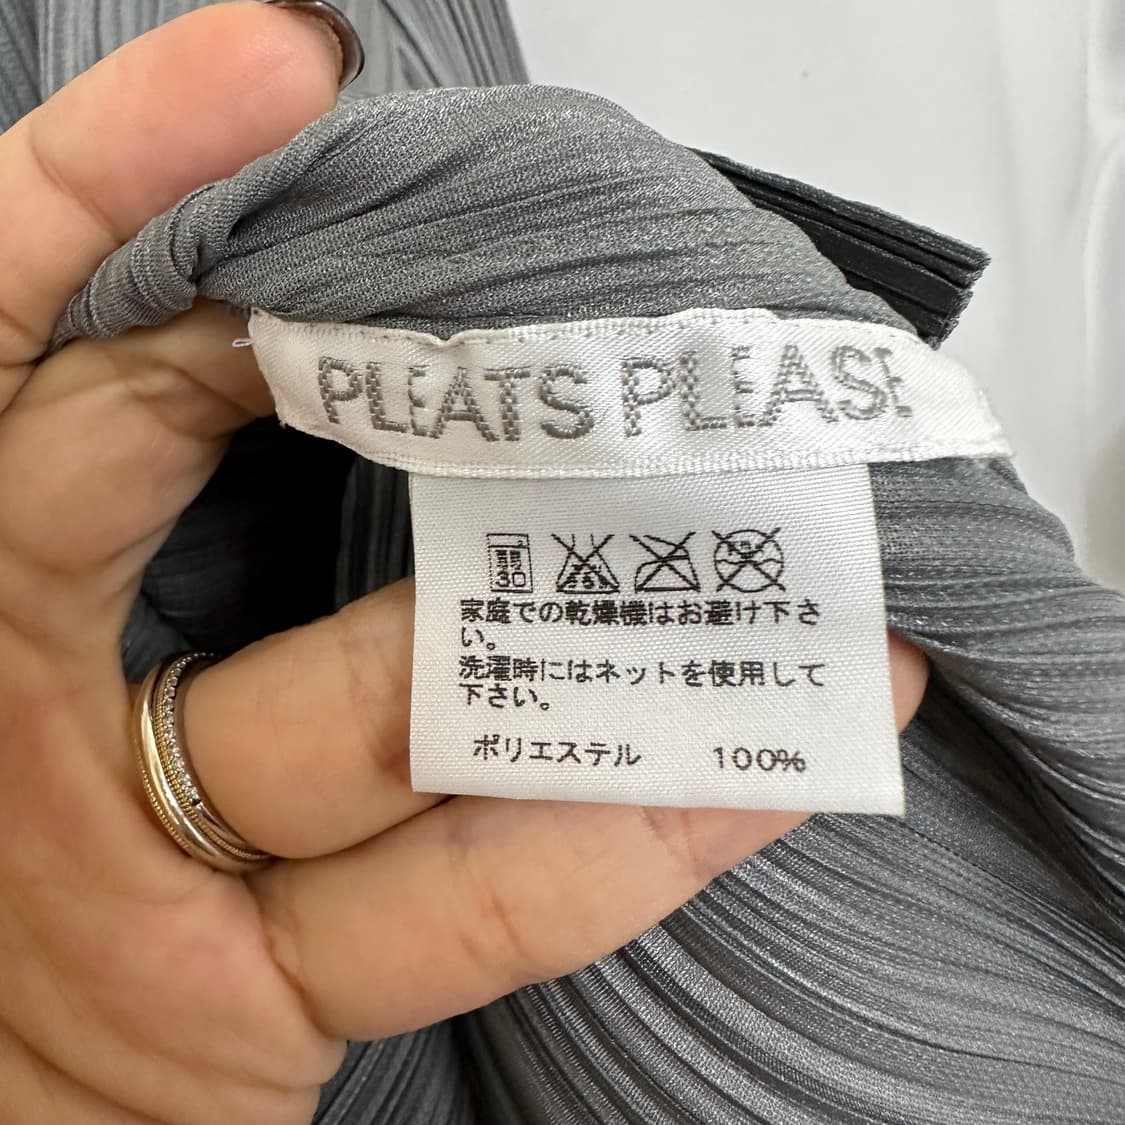 PLEATS PLEASE
30
家庭での乾燥機はお避け下さ
い。
洗濯時にはネットを使用して
下さい。
ポリエステル 100%